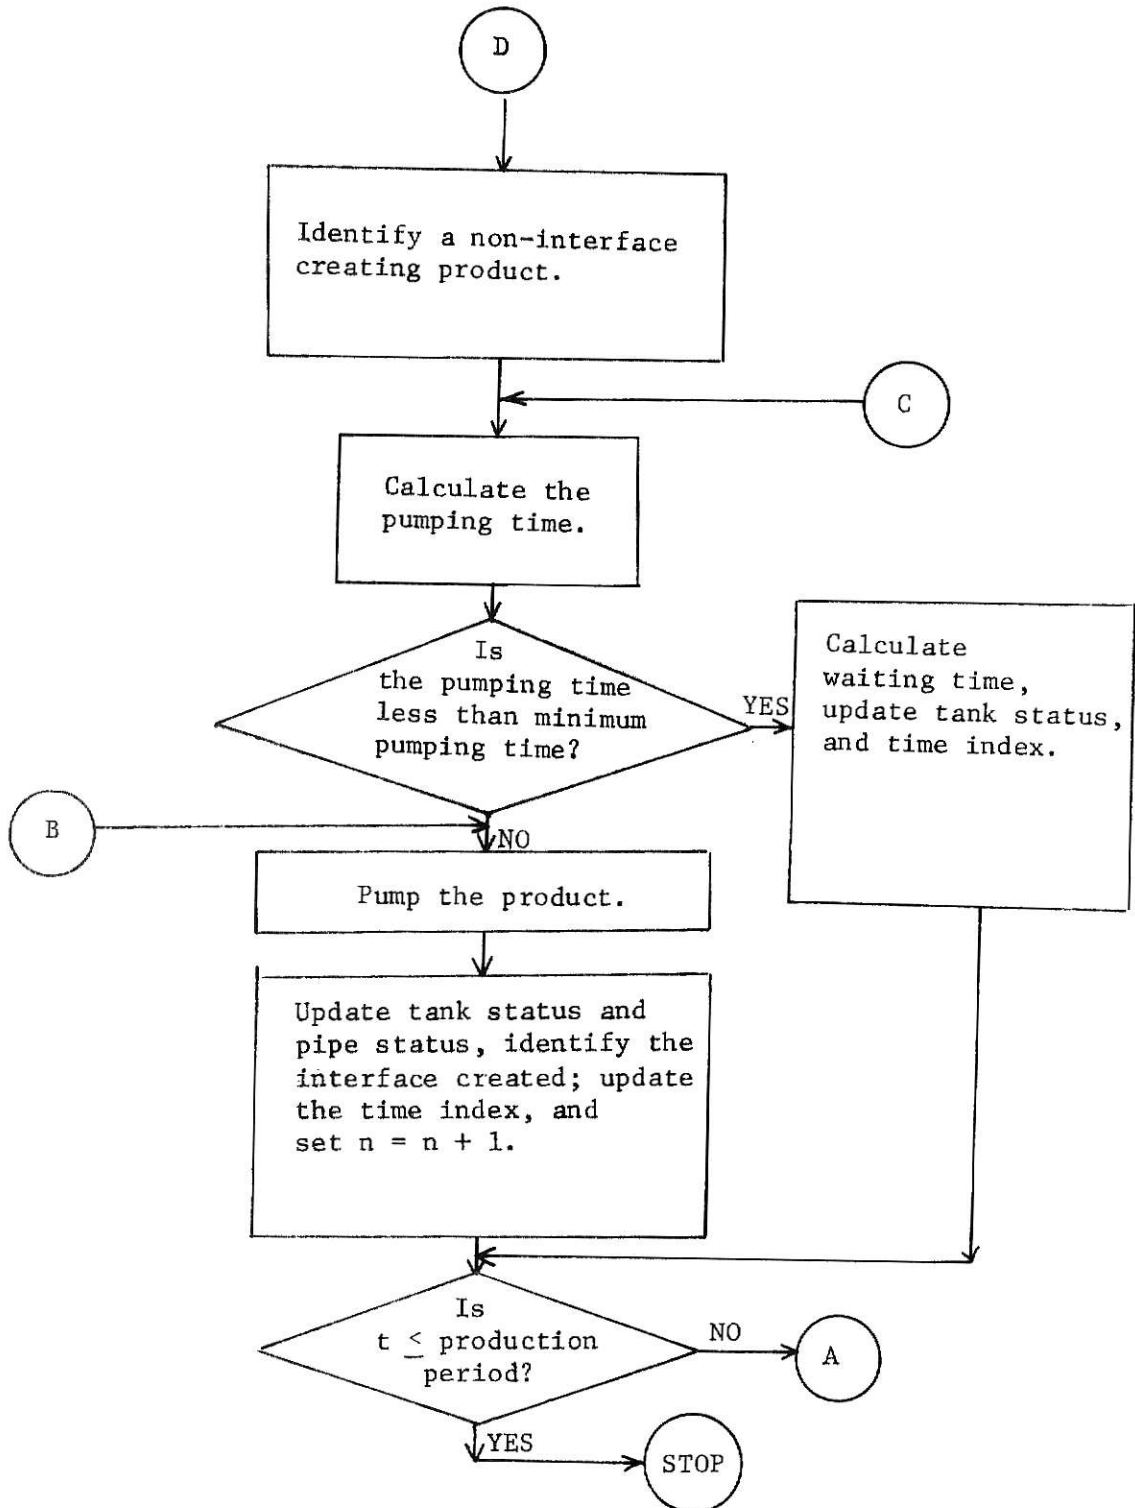 D
Identify a non-interface
creating product.
C
Calculate the
pumping time.
Is
the pumping time
less than minimum
pumping time?
YES
Calculate
waiting time,
update tank status,
and time index.
B
NO
Pump the product.
Update tank status and
pipe status, identify the
interface created; update
the time index, and
set n = n + 1.
Is
t ≤ production
period?
NO
A
YES
STOP